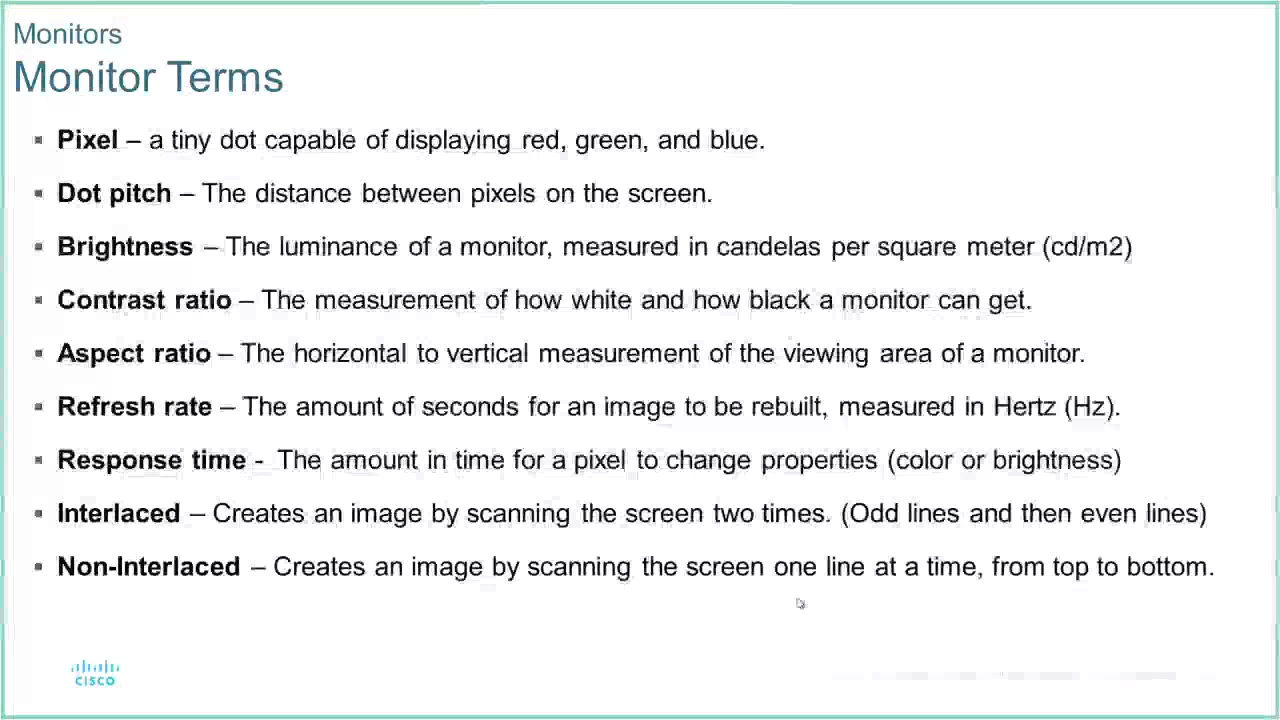 Monitors
Monitor Terms
▪ Pixel – a tiny dot capable of displaying red, green, and blue.
▪ Dot pitch – The distance between pixels on the screen.
▪ Brightness – The luminance of a monitor, measured in candelas per square meter (cd/m2)
▪ Contrast ratio – The measurement of how white and how black a monitor can get.
▪ Aspect ratio – The horizontal to vertical measurement of the viewing area of a monitor.
▪ Refresh rate – The amount of seconds for an image to be rebuilt, measured in Hertz (Hz).
▪ Response time - The amount in time for a pixel to change properties (color or brightness)
▪ Interlaced – Creates an image by scanning the screen two times. (Odd lines and then even lines)
▪ Non-Interlaced – Creates an image by scanning the screen one line at a time, from top to bottom.
CISCO